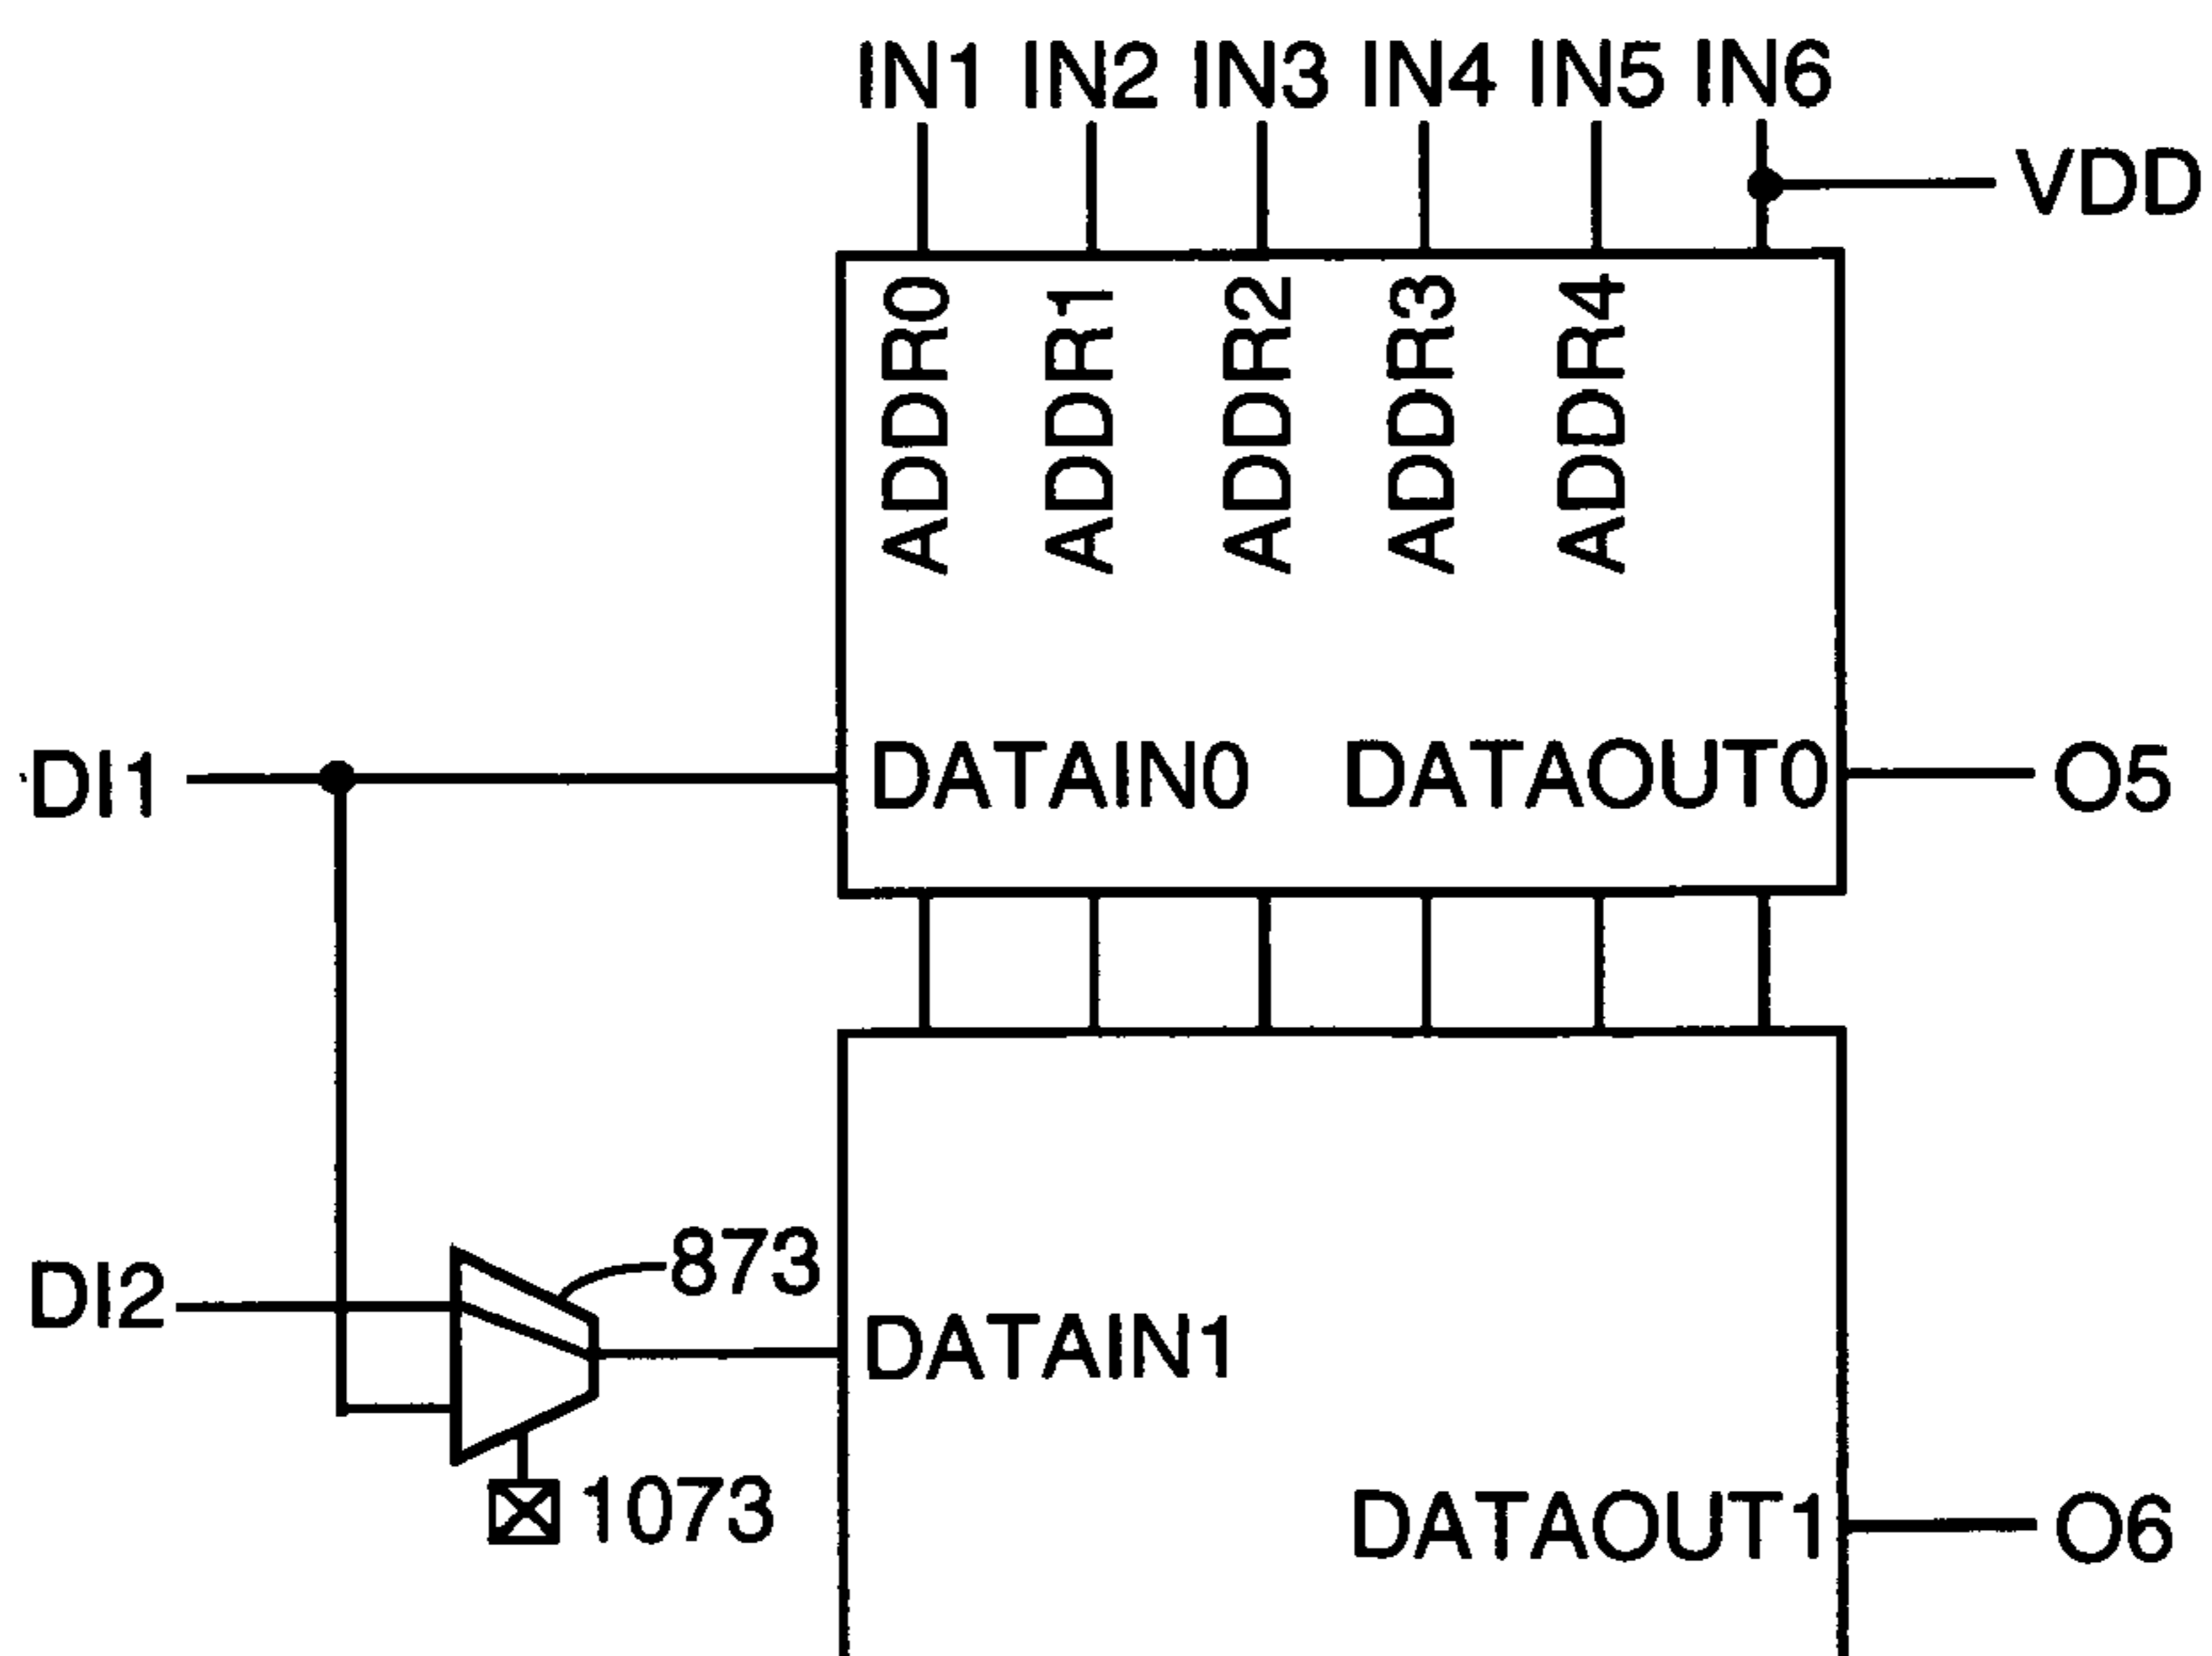 IN1 IN2 IN3 IN4 IN5 IN6
VDD
ADDR0
ADDR1
ADDR2
ADDR3
ADDR4
DI1
DATAIN0
DATAOUT0
O5
DI2
873
DATAIN1
1073
DATAOUT1
O6